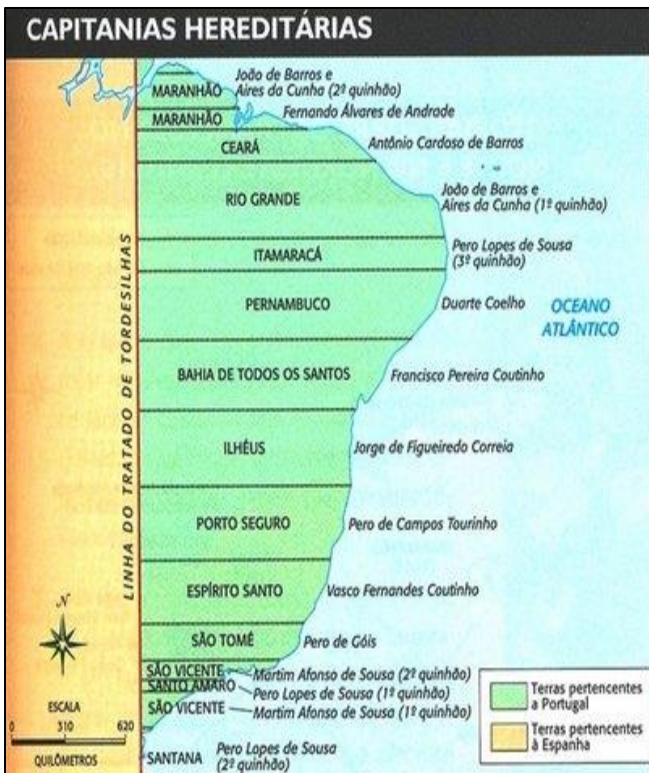 CAPITANIAS HEREDITÁRIAS
João de Barros e
Aires da Cunha (2º quinhão)
MARANHÃO
Fernando Álvares de Andrade
MARANHÃO
CEARÁ
Antônio Cardoso de Barros
RIO GRANDE
João de Barros e
Aires da Cunha (1º quinhão)
ITAMARACÁ
Pero Lopes de Sousa
(3º quinhão)
PERNAMBUCO
Duarte Coelho
OCEANO
ATLÂNTICO
LINHA DO TRATADO DE TORDESILHAS
BAHIA DE TODOS OS SANTOS
Francisco Pereira Coutinho
ILHÉUS
Jorge de Figueiredo Correia
PORTO SEGURO
Pero de Campos Tourinho
ESPÍRITO SANTO
Vasco Fernandes Coutinho
SÃO TOMÉ
Pero de Góis
SÃO VICENTE
Martim Afonso de Sousa (2º quinhão)
SANTO AMARO
Pero Lopes de Sousa (1º quinhão)
SÃO VICENTE
Martim Afonso de Sousa (1º quinhão)
SANTANA
Pero Lopes de Sousa
(2º quinhão)
N
ESCALA
0 310 620
QUILÔMETROS
Terras pertencentes
a Portugal
Terras pertencentes
à Espanha